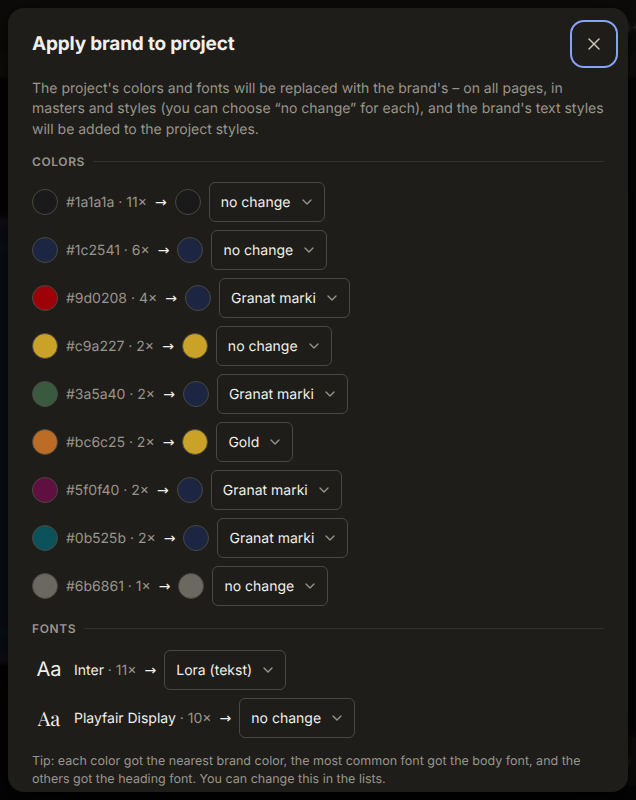 Apply brand to project
The project's colors and fonts will be replaced with the brand's – on all pages, in
masters and styles (you can choose “no change” for each), and the brand's text styles
will be added to the project styles.
COLORS
#1a1a1a · 11× → no change
#1c2541 · 6× → no change
#9d0208 · 4× → Granat marki
#c9a227 · 2× → no change
#3a5a40 · 2× → Granat marki
#bc6c25 · 2× → Gold
#5f0f40 · 2× → Granat marki
#0b525b · 2× → Granat marki
#6b6861 · 1× → no change
FONTS
Aa Inter · 11× → Lora (tekst)
Aa Playfair Display · 10× → no change
Tip: each color got the nearest brand color, the most common font got the body font, and the
others got the heading font. You can change this in the lists.